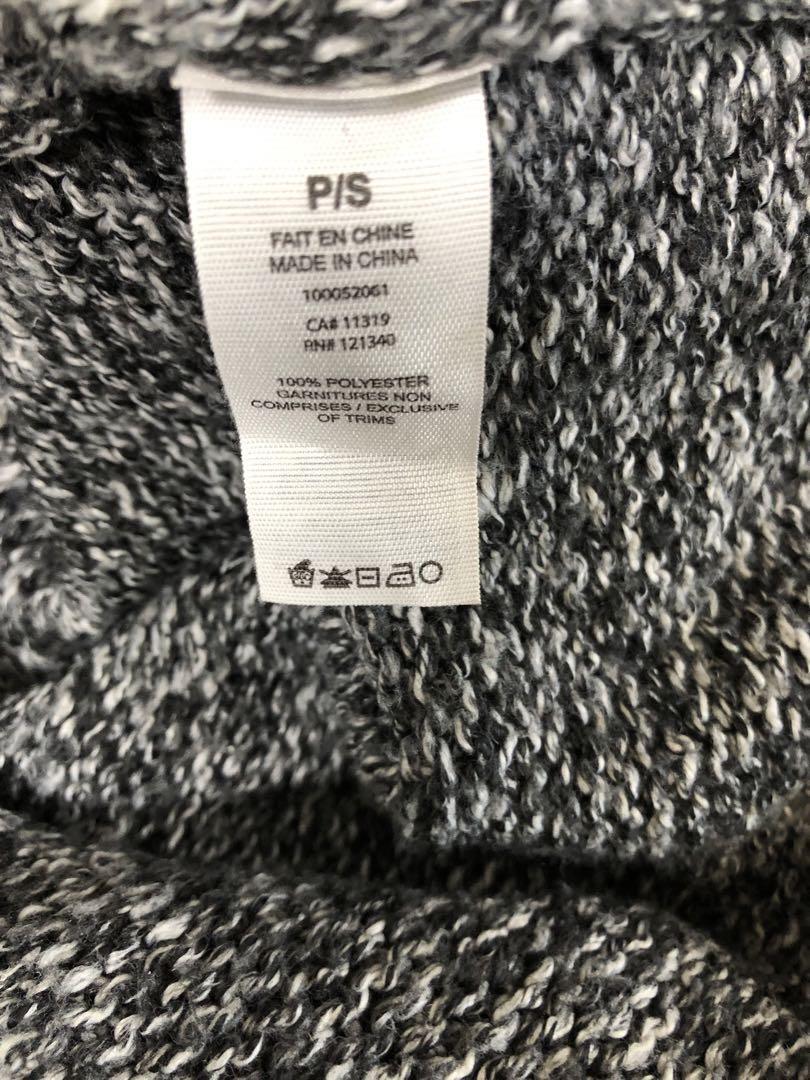 P/S
FAIT EN CHINE
MADE IN CHINA
100052061
CA# 11319
RN# 121340
100% POLYESTER
GARNITURES NON
COMPRISES / EXCLUSIVE
OF TRIMS